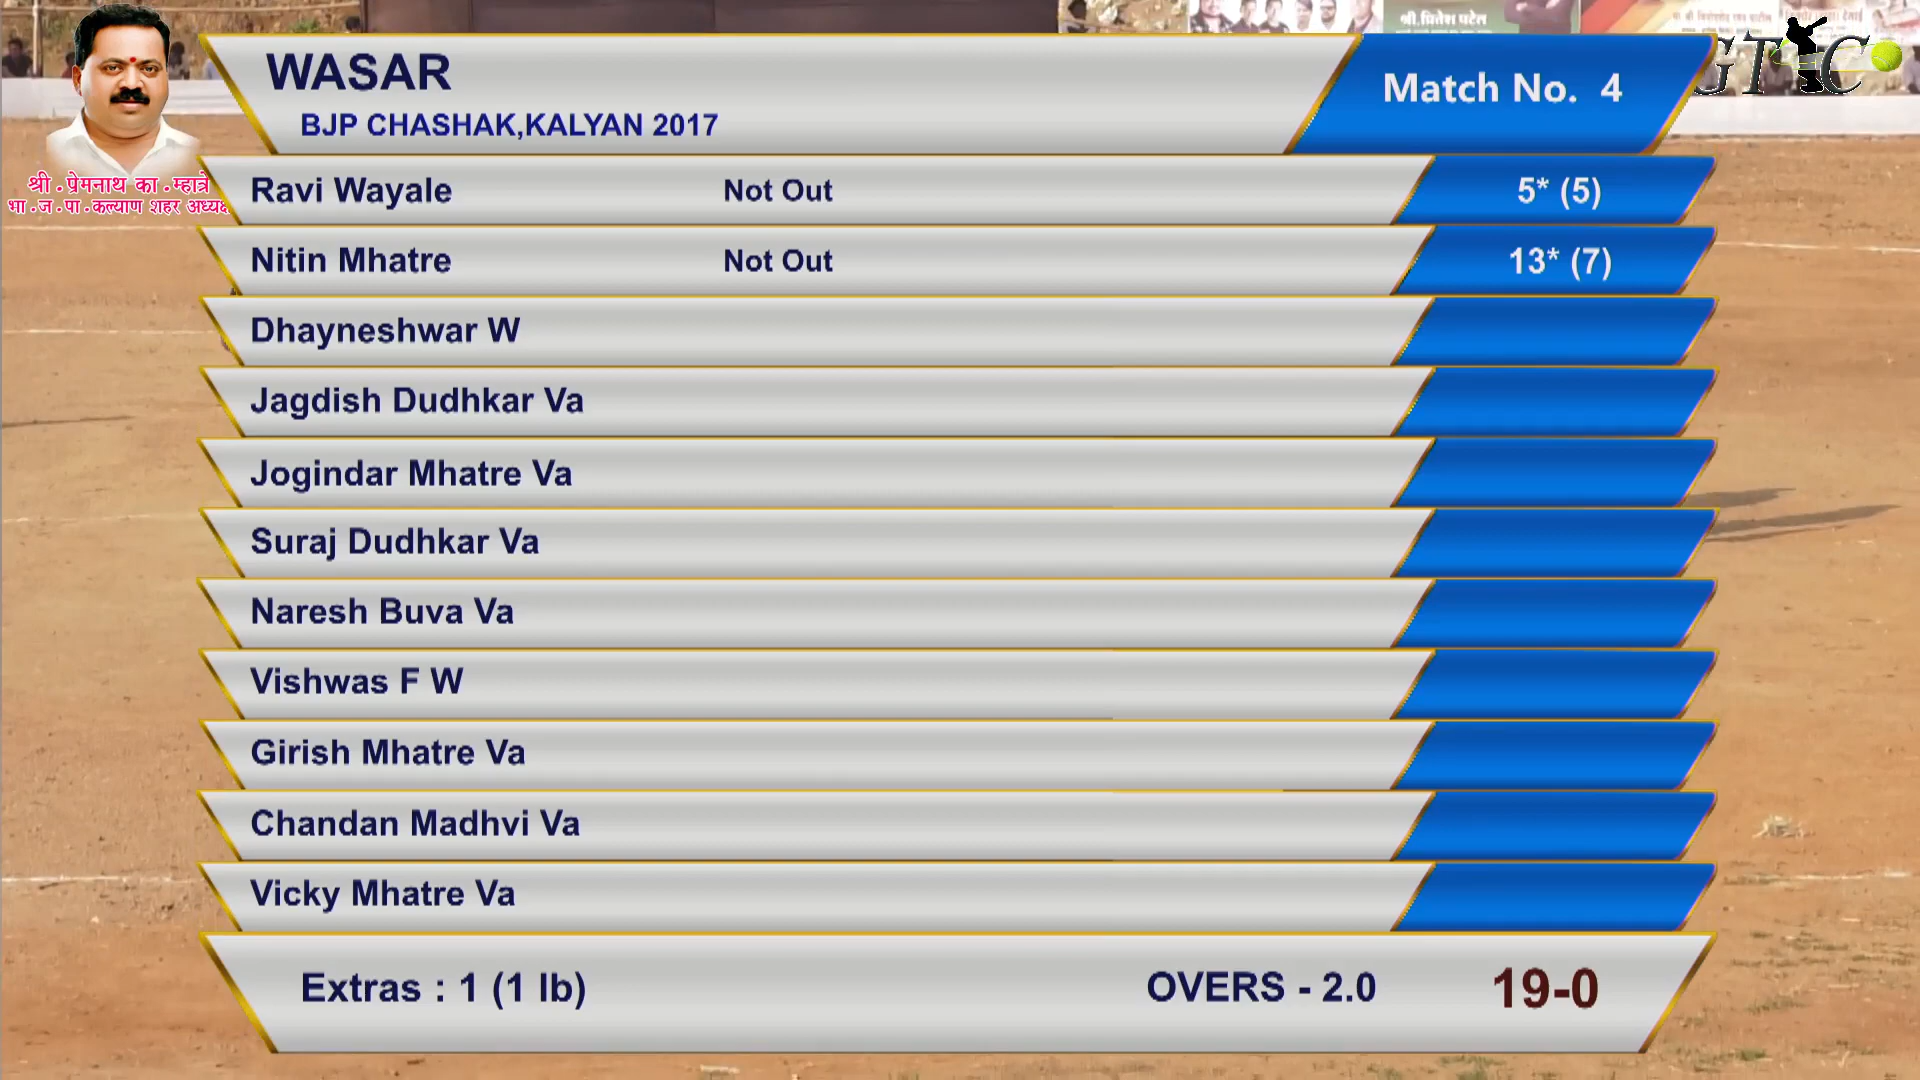 श्री.प्रितेश पटेल
GTC
WASAR
Match No. 4
BJP CHASHAK,KALYAN 2017
श्री .प्रेमनाथ का .म्हात्रे
भा .ज .पा .कल्याण शहर अध्यक्ष
Ravi Wayale Not Out 5* (5)
Nitin Mhatre Not Out 13* (7)
Dhayneshwar W
Jagdish Dudhkar Va
Jogindar Mhatre Va
Suraj Dudhkar Va
Naresh Buva Va
Vishwas F W
Girish Mhatre Va
Chandan Madhvi Va
Vicky Mhatre Va
Extras : 1 (1 lb) OVERS - 2.0 19-0